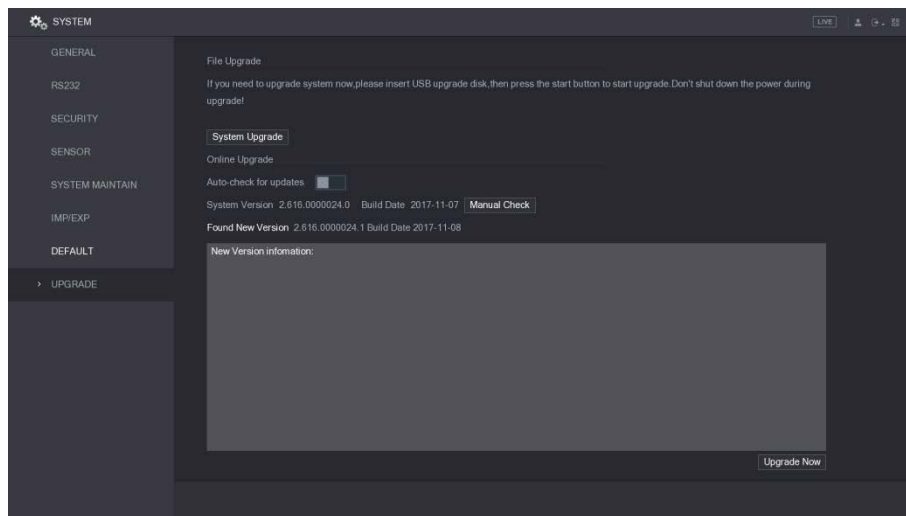 SYSTEM
LIVE
GENERAL
RS232
SECURITY
SENSOR
SYSTEM MAINTAIN
IMP/EXP
DEFAULT
UPGRADE
File Upgrade
If you need to upgrade system now,please insert USB upgrade disk,then press the start button to start upgrade.Don't shut down the power during
upgrade!
System Upgrade
Online Upgrade
Auto-check for updates
System Version 2.616.0000024.0 Build Date 2017-11-07 Manual Check
Found New Version 2.616.0000024.1 Build Date 2017-11-08
New Version infomation:
Upgrade Now